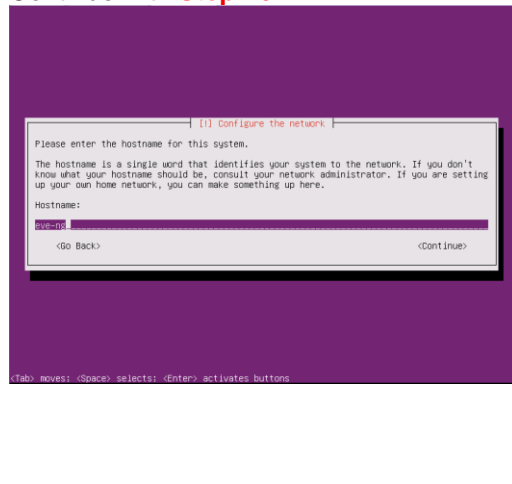 [!] Configure the network
Please enter the hostname for this system.
The hostname is a single word that identifies your system to the network. If you don't
know what your hostname should be, consult your network administrator. If you are setting
up your own home network, you can make something up here.
Hostname:
eve-ng
<Go Back> <Continue>
<Tab> moves; <Space> selects; <Enter> activates buttons